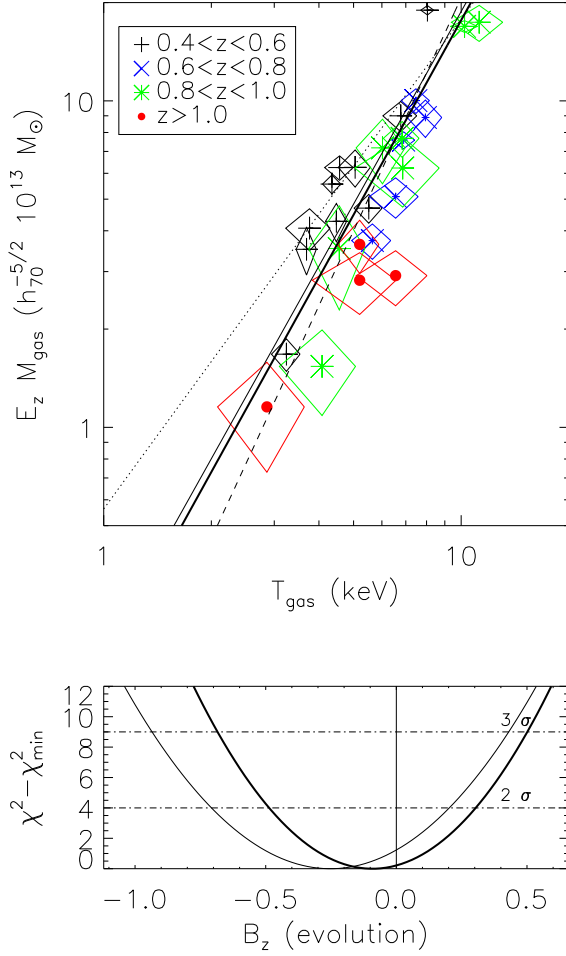 0.4<z<0.6
0.6<z<0.8
0.8<z<1.0
z>1.0
10
1
E_z M_gas (h_70^{-5/2} 10^{13} M_⊙)
1
10
T_gas (keV)
12
10
8
6
4
2
0
3 σ
2 σ
χ²−χ²_min
−1.0
−0.5
0.0
0.5
B_z (evolution)